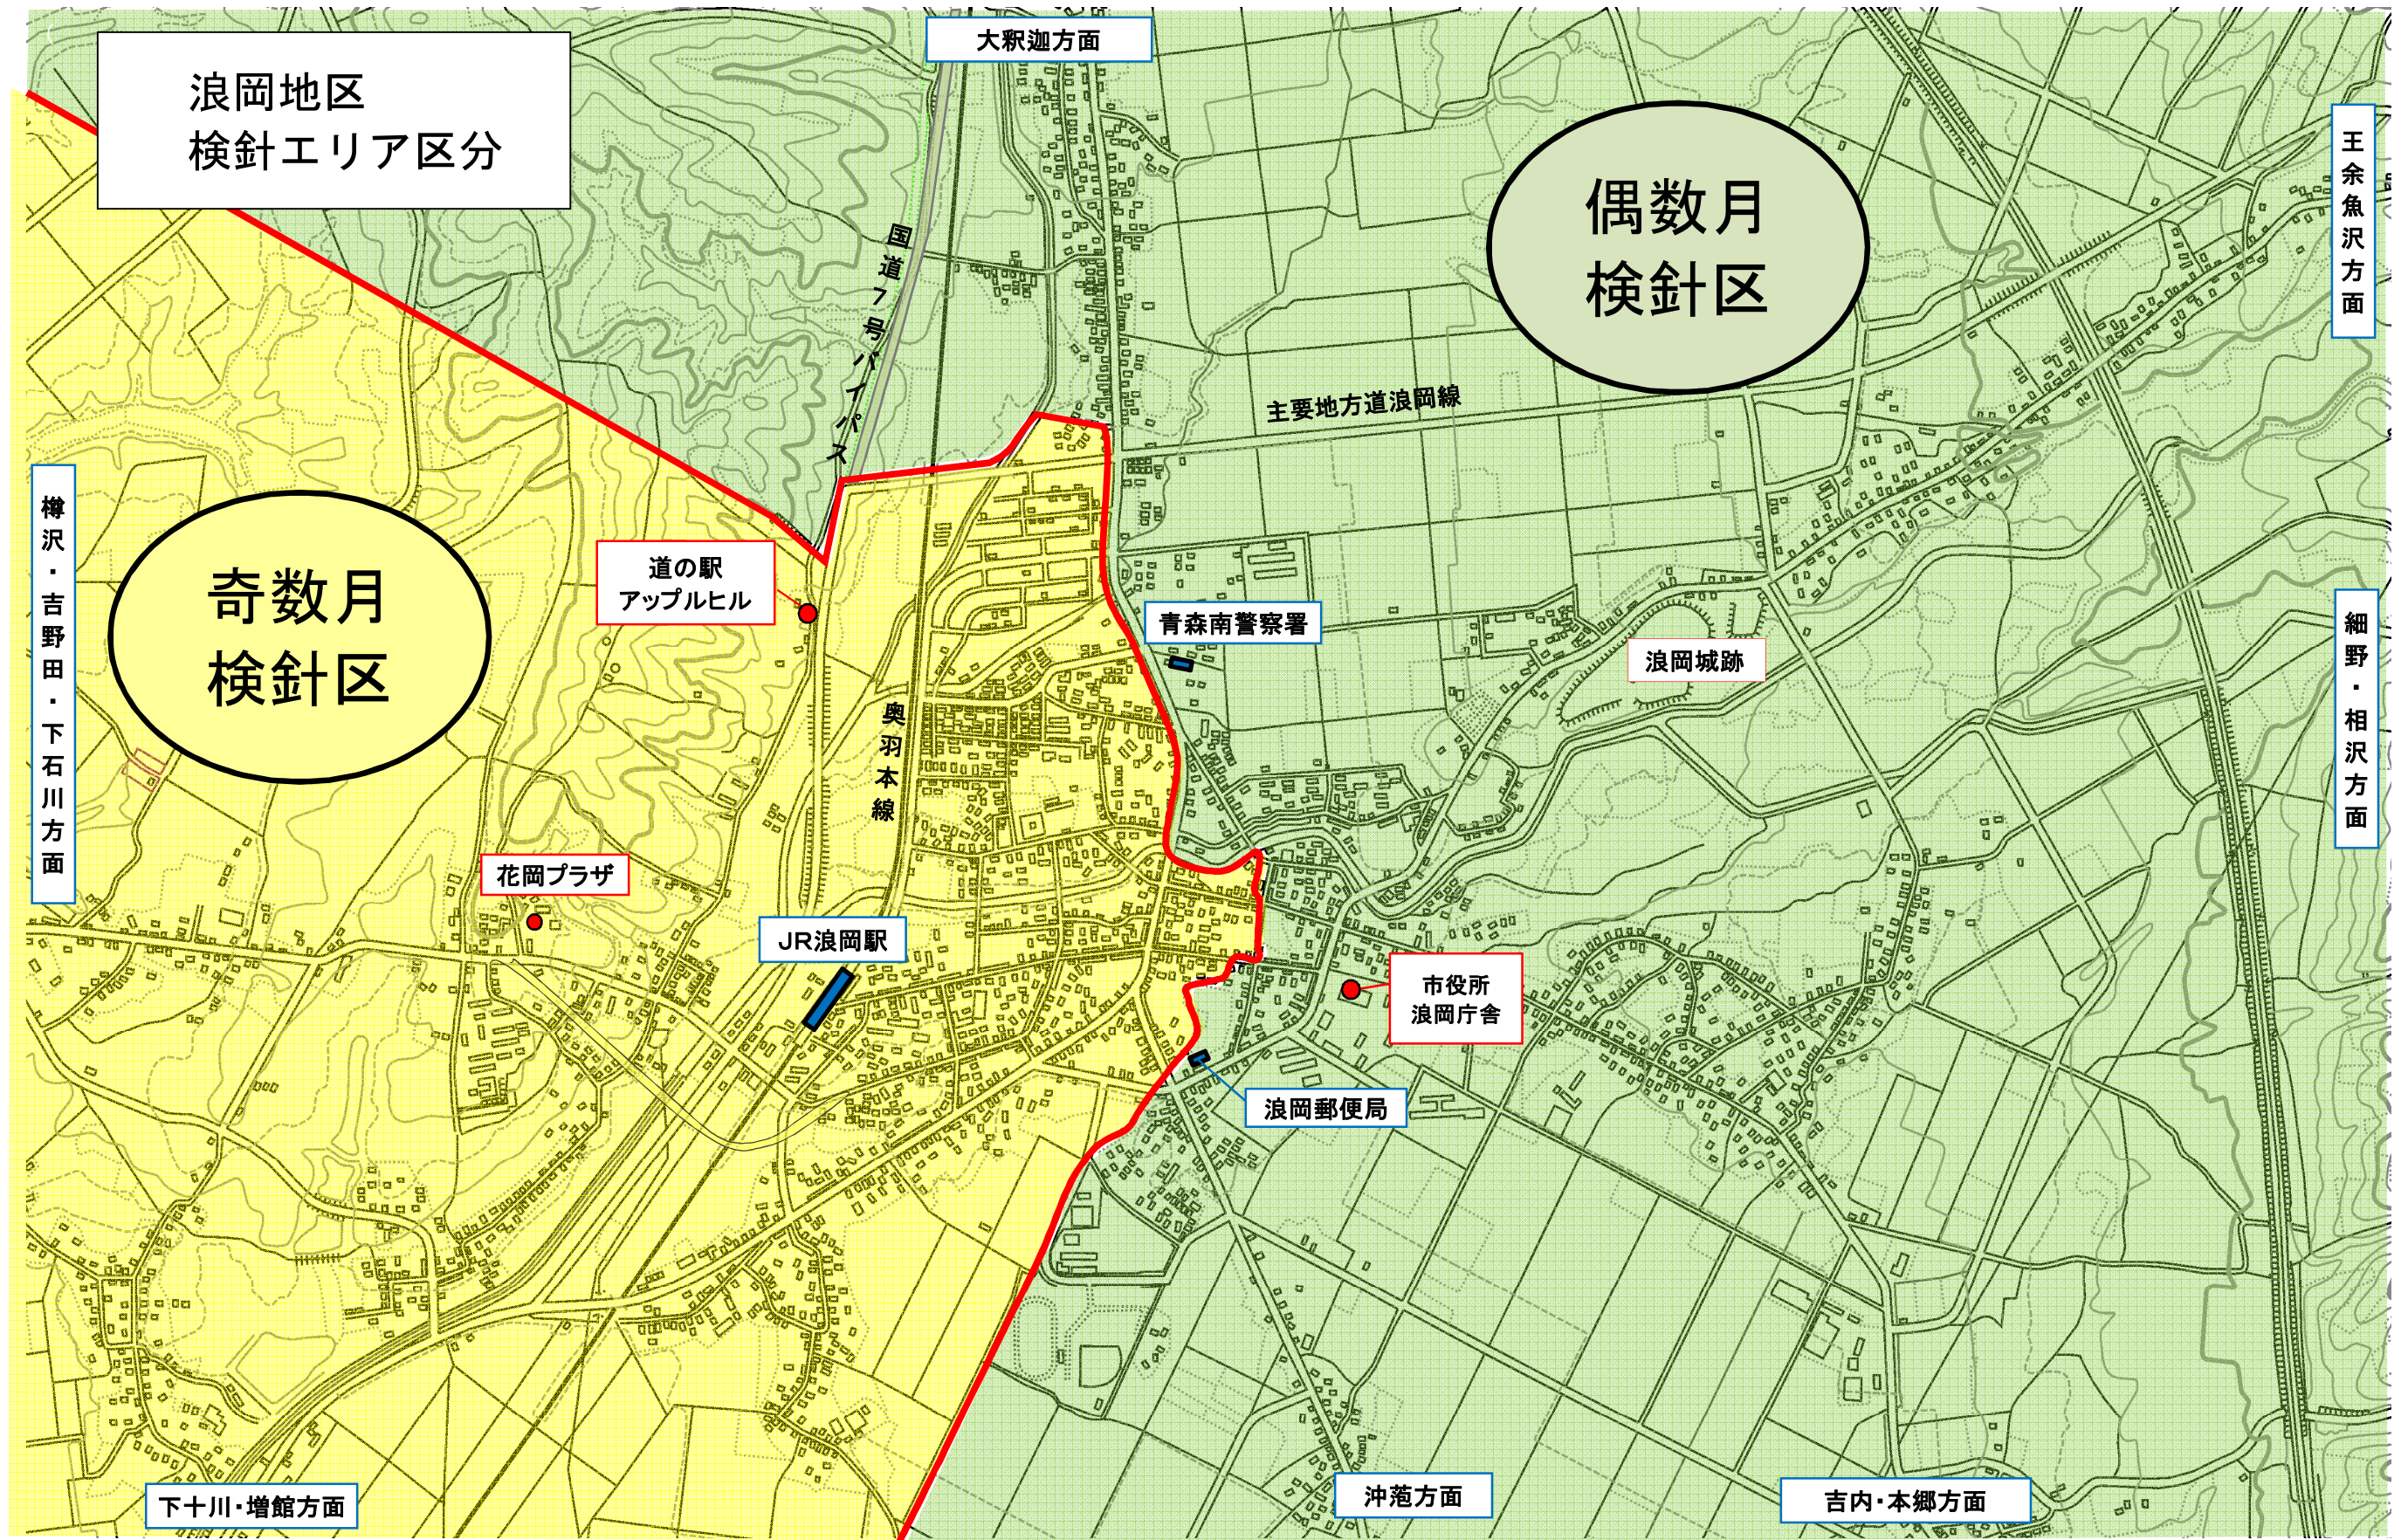 浪岡地区
検針エリア区分
大釈迦方面
偶数月
検針区
王余魚沢方面
国道7号バイパス
主要地方道浪岡線
樽沢・吉野田・下石川方面
奇数月
検針区
道の駅
アップルヒル
青森南警察署
浪岡城跡
細野・相沢方面
奥羽本線
花岡プラザ
JR浪岡駅
市役所
浪岡庁舎
浪岡郵便局
下十川・増館方面
沖萢方面
吉内・本郷方面